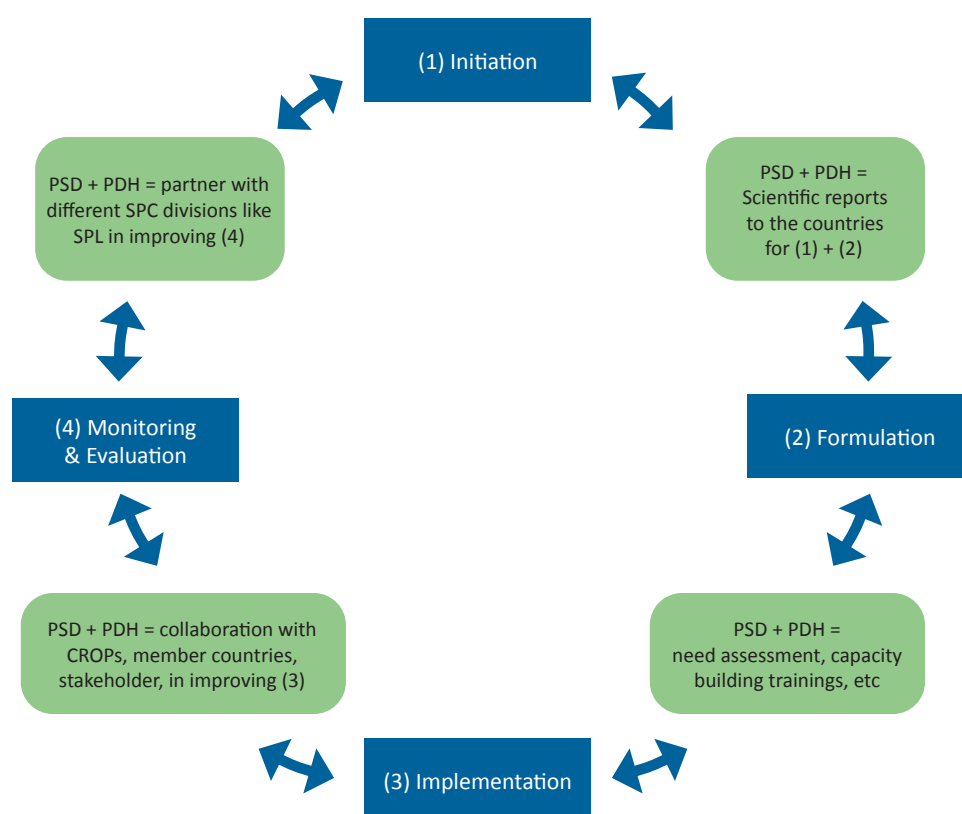 (1) Initiation
PSD + PDH = partner with
different SPC divisions like
SPL in improving (4)
PSD + PDH =
Scientific reports
to the countries
for (1) + (2)
(4) Monitoring
& Evaluation
(2) Formulation
PSD + PDH = collaboration with
CROPs, member countries,
stakeholder, in improving (3)
PSD + PDH =
need assessment, capacity
building trainings, etc
(3) Implementation